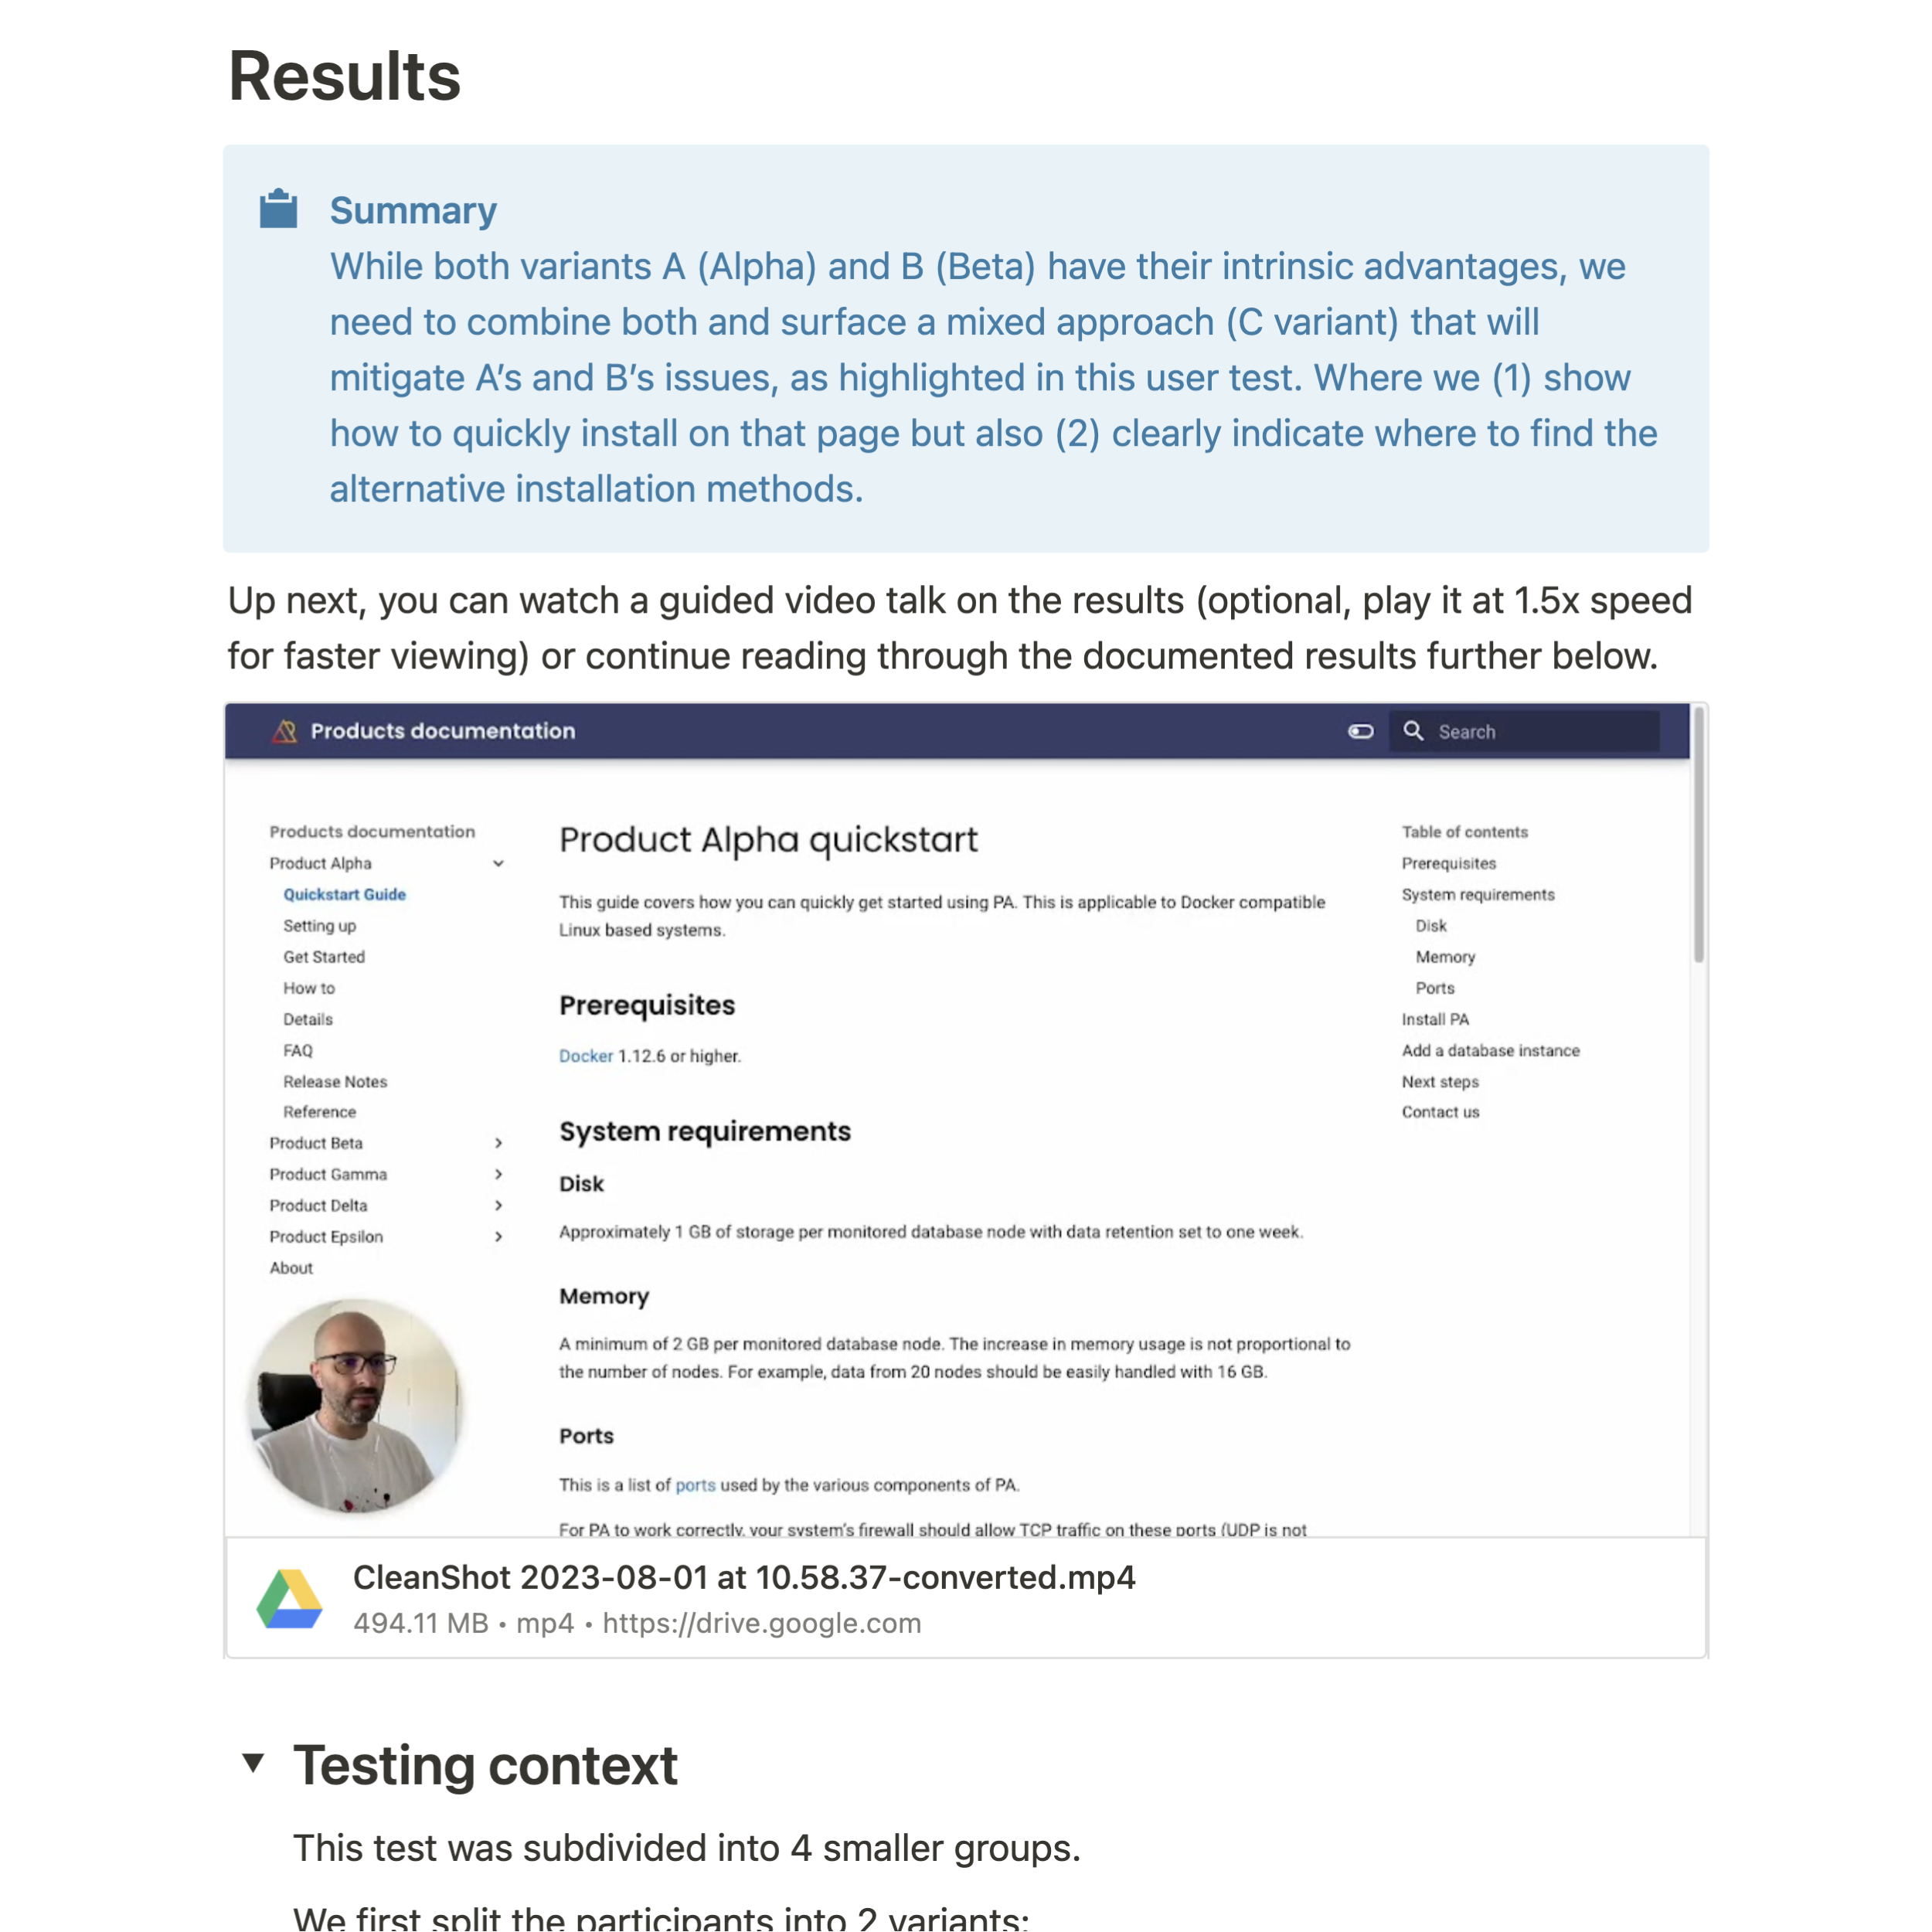 Results
Summary
While both variants A (Alpha) and B (Beta) have their intrinsic advantages, we
need to combine both and surface a mixed approach (C variant) that will
mitigate A’s and B’s issues, as highlighted in this user test. Where we (1) show
how to quickly install on that page but also (2) clearly indicate where to find the
alternative installation methods.
Up next, you can watch a guided video talk on the results (optional, play it at 1.5x speed
for faster viewing) or continue reading through the documented results further below.
Products documentation
Search
Products documentation
Product Alpha
Quickstart Guide
Setting up
Get Started
How to
Details
FAQ
Release Notes
Reference
Product Beta
Product Gamma
Product Delta
Product Epsilon
About
Product Alpha quickstart
This guide covers how you can quickly get started using PA. This is applicable to Docker compatible
Linux based systems.
Prerequisites
Docker 1.12.6 or higher.
System requirements
Disk
Approximately 1 GB of storage per monitored database node with data retention set to one week.
Memory
A minimum of 2 GB per monitored database node. The increase in memory usage is not proportional to
the number of nodes. For example, data from 20 nodes should be easily handled with 16 GB.
Ports
This is a list of ports used by the various components of PA.
For PA to work correctly, your system’s firewall should allow TCP traffic on these ports (UDP is not
Table of contents
Prerequisites
System requirements
Disk
Memory
Ports
Install PA
Add a database instance
Next steps
Contact us
CleanShot 2023-08-01 at 10.58.37-converted.mp4
494.11 MB • mp4 • https://drive.google.com
Testing context
This test was subdivided into 4 smaller groups.
We first split the participants into 2 variants: